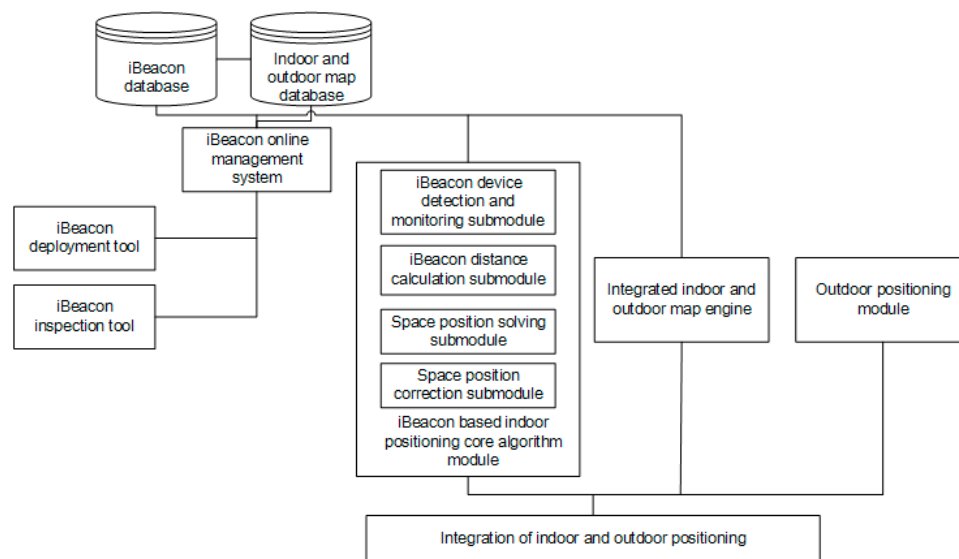 iBeacon
database
Indoor and
outdoor map
database
iBeacon online
management
system
iBeacon device
detection and
monitoring submodule
iBeacon
deployment tool
iBeacon distance
calculation submodule
Integrated indoor and
outdoor map engine
Outdoor positioning
module
iBeacon
inspection tool
Space position solving
submodule
Space position
correction submodule
iBeacon based indoor
positioning core algorithm
module
Integration of indoor and outdoor positioning